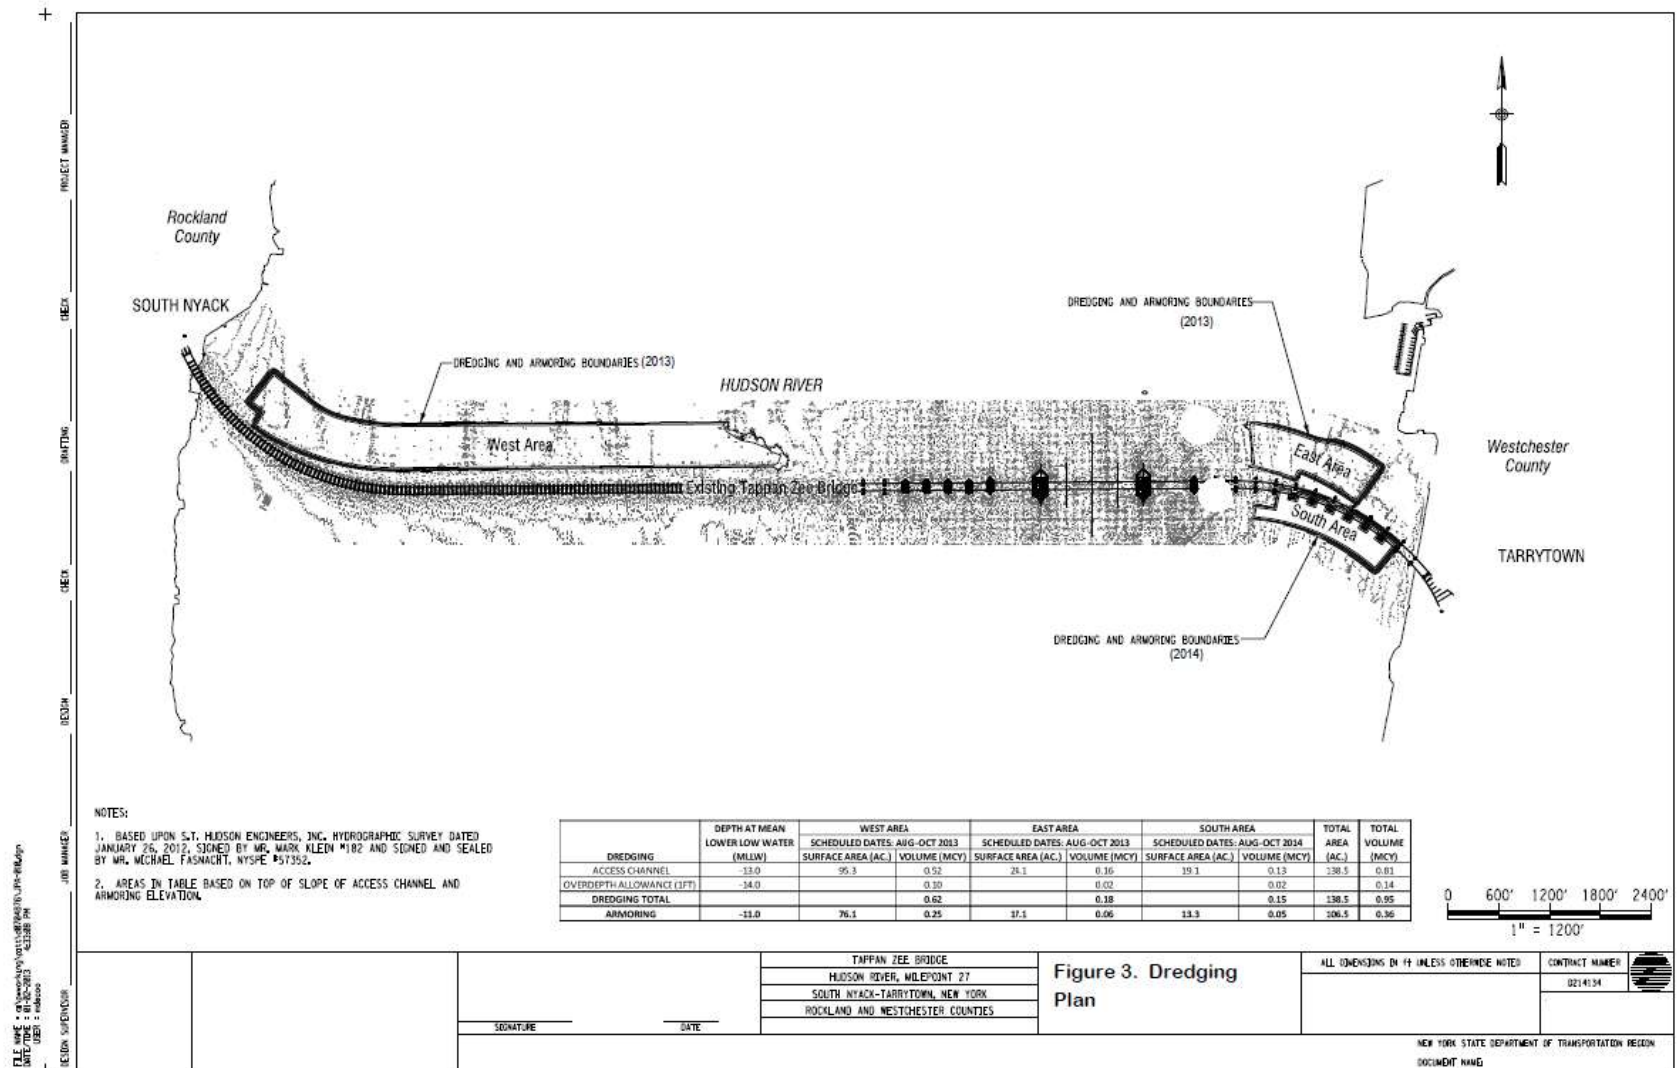 Rockland
County
SOUTH NYACK
DREDGING AND ARMORING BOUNDARIES (2013)
HUDSON RIVER
West Area
Existing Tappan Zee Bridge
DREDGING AND ARMORING BOUNDARIES
(2013)
East Area
South Area
Westchester
County
TARRYTOWN
DREDGING AND ARMORING BOUNDARIES
(2014)
PROJECT MANAGER
CHECK
DRAFTING
CHECK
DESIGN
JOB MANAGER
DESIGN SUPERVISOR
NOTES:
1. BASED UPON S.T. HUDSON ENGINEERS, INC. HYDROGRAPHIC SURVEY DATED
JANUARY 26, 2012, SIGNED BY MR. MARK KLEIN #182 AND SIGNED AND SEALED
BY MR. MICHAEL FASNACHT, NYSPE #57352.
2. AREAS IN TABLE BASED ON TOP OF SLOPE OF ACCESS CHANNEL AND
ARMORING ELEVATION.
DREDGING DEPTH AT MEAN LOWER LOW WATER (MLLW) WEST AREA EAST AREA SOUTH AREA TOTAL AREA (AC.) TOTAL VOLUME (MCY)
SCHEDULED DATES: AUG-OCT 2013 SCHEDULED DATES: AUG-OCT 2013 SCHEDULED DATES: AUG-OCT 2014
SURFACE AREA (AC.) VOLUME (MCY) SURFACE AREA (AC.) VOLUME (MCY) SURFACE AREA (AC.) VOLUME (MCY)
ACCESS CHANNEL -13.0 95.3 0.52 24.1 0.16 19.1 0.13 138.5 0.81
OVERDEPTH ALLOWANCE (1FT) -14.0 0.10 0.02 0.02 0.14
DREDGING TOTAL 0.62 0.18 0.15 138.5 0.95
ARMORING -11.0 76.1 0.25 17.1 0.06 13.3 0.05 106.5 0.36
0 600' 1200' 1800' 2400'
1" = 1200'
TAPPAN ZEE BRIDGE
HUDSON RIVER, MILEPOINT 27
SOUTH NYACK-TARRYTOWN, NEW YORK
ROCKLAND AND WESTCHESTER COUNTIES
SIGNATURE DATE
Figure 3. Dredging
Plan
ALL DIMENSIONS IN ft UNLESS OTHERWISE NOTED
CONTRACT NUMBER
D214134
NEW YORK STATE DEPARTMENT OF TRANSPORTATION REGION
DOCUMENT NAME:
FILE NAME =
DATE/TIME = 01-02-2013
USER =